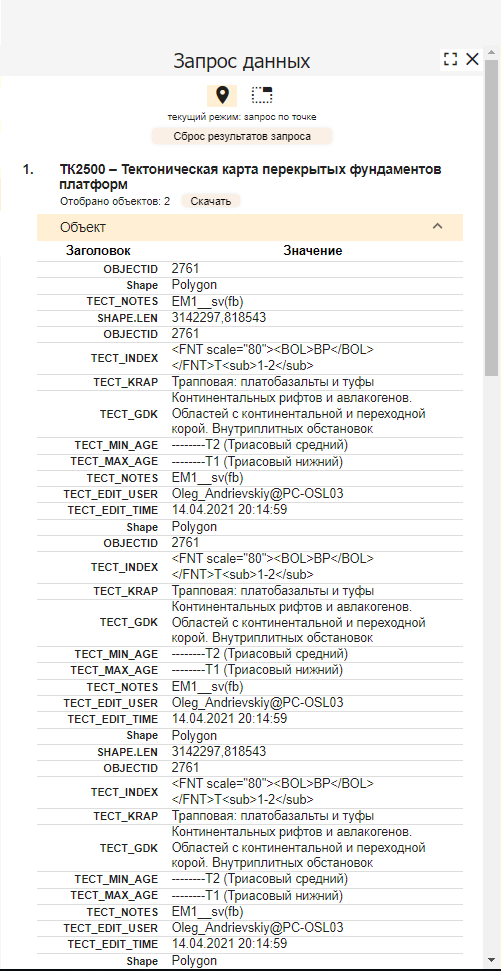 Запрос данных
текущий режим: запрос по точке
Сброс результатов запроса
1. ТК2500 – Тектоническая карта перекрытых фундаментов
платформ
Отобрано объектов: 2 Скачать
Объект
Заголовок Значение
OBJECTID 2761
Shape Polygon
TECT_NOTES EM1__sv(fb)
SHAPE.LEN 3142297,818543
OBJECTID 2761
TECT_INDEX <FNT scale="80"><BOL>BP</BOL>
</FNT>T<sub>1-2</sub>
TECT_KRAP Трапповая: платобазальты и туфы
TECT_GDK Континентальных рифтов и авлакогенов.
Областей с континентальной и переходной
корой. Внутриплитных обстановок
TECT_MIN_AGE --------T2 (Триасовый средний)
TECT_MAX_AGE --------T1 (Триасовый нижний)
TECT_NOTES EM1__sv(fb)
TECT_EDIT_USER Oleg_Andrievskiy@PC-OSL03
TECT_EDIT_TIME 14.04.2021 20:14:59
Shape Polygon
OBJECTID 2761
TECT_INDEX <FNT scale="80"><BOL>BP</BOL>
</FNT>T<sub>1-2</sub>
TECT_KRAP Трапповая: платобазальты и туфы
TECT_GDK Континентальных рифтов и авлакогенов.
Областей с континентальной и переходной
корой. Внутриплитных обстановок
TECT_MIN_AGE --------T2 (Триасовый средний)
TECT_MAX_AGE --------T1 (Триасовый нижний)
TECT_NOTES EM1__sv(fb)
TECT_EDIT_USER Oleg_Andrievskiy@PC-OSL03
TECT_EDIT_TIME 14.04.2021 20:14:59
Shape Polygon
SHAPE.LEN 3142297,818543
OBJECTID 2761
TECT_INDEX <FNT scale="80"><BOL>BP</BOL>
</FNT>T<sub>1-2</sub>
TECT_KRAP Трапповая: платобазальты и туфы
TECT_GDK Континентальных рифтов и авлакогенов.
Областей с континентальной и переходной
корой. Внутриплитных обстановок
TECT_MIN_AGE --------T2 (Триасовый средний)
TECT_MAX_AGE --------T1 (Триасовый нижний)
TECT_NOTES EM1__sv(fb)
TECT_EDIT_USER Oleg_Andrievskiy@PC-OSL03
TECT_EDIT_TIME 14.04.2021 20:14:59
Shape Polygon